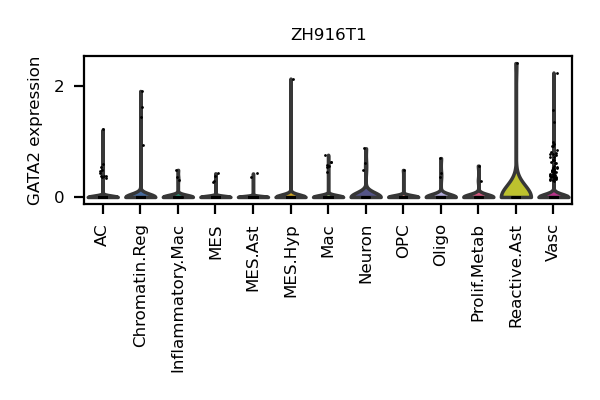 ZH916T1
GATA2 expression
2
0
AC
Chromatin.Reg
Inflammatory.Mac
MES
MES.Ast
MES.Hyp
Mac
Neuron
OPC
Oligo
Prolif.Metab
Reactive.Ast
Vasc